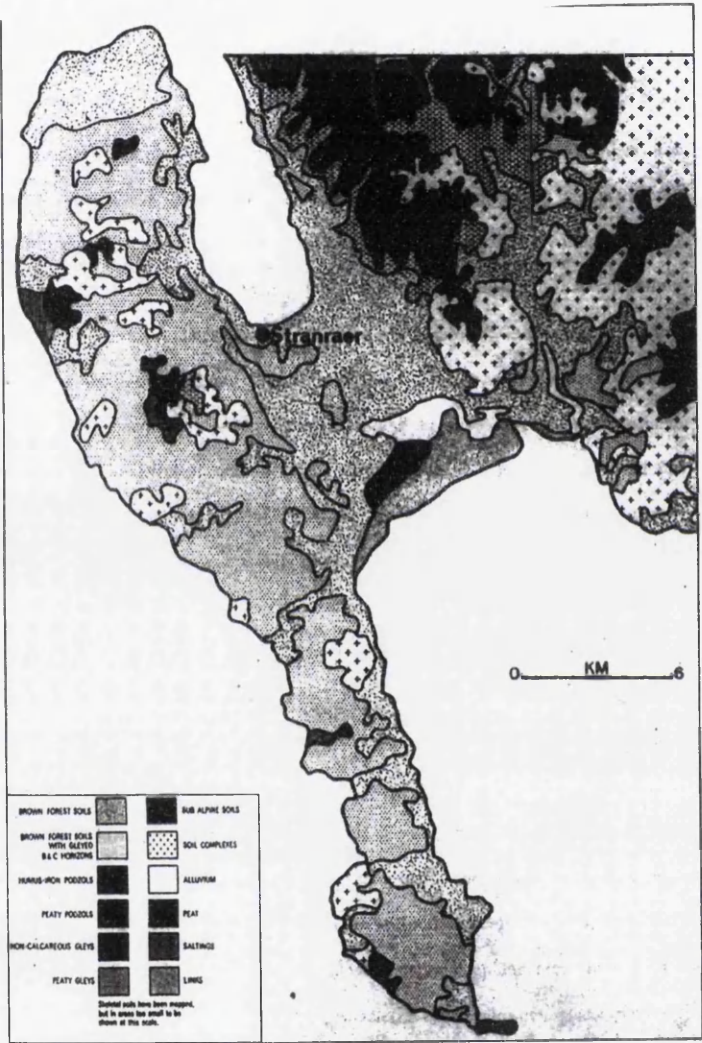 Stranraer
0 KM 6
BROWN FOREST SOILS
BROWN FOREST SOILS
WITH GLEYED
B & C HORIZONS
HUMUS-IRON PODZOLS
PEATY PODZOLS
NON-CALCAREOUS GLEYS
PEATY GLEYS
SUB ALPINE SOILS
SOIL COMPLEXES
ALLUVIUM
PEAT
SALTINGS
LINKS
Skeletal soils have been mapped,
but in areas too small to be
shown at this scale.